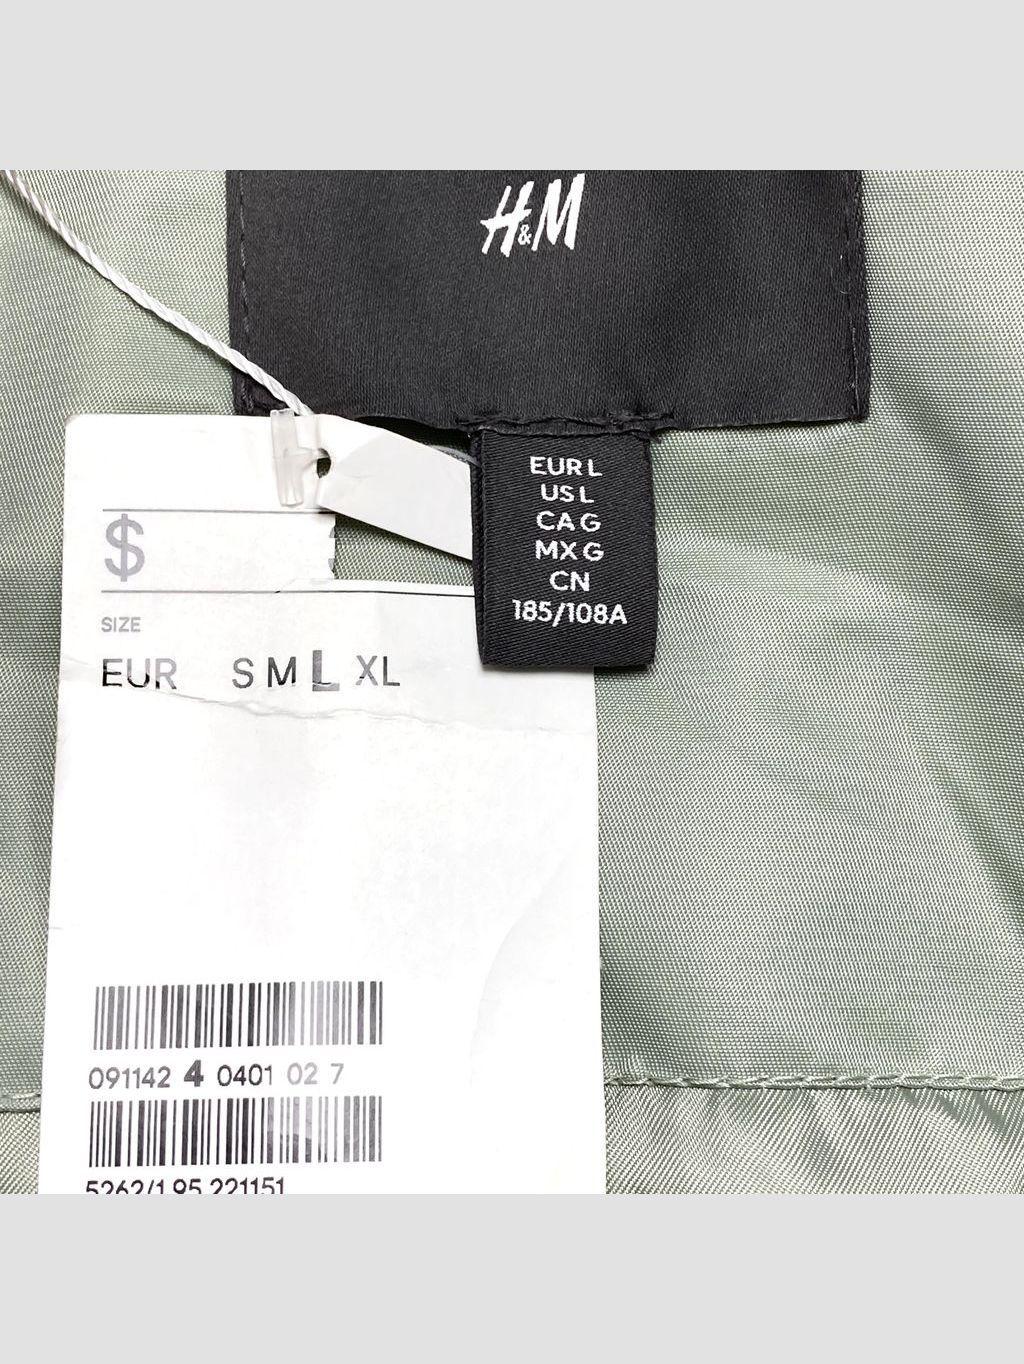 H&M
EUR L
US L
CA G
MX G
CN
185/108A
$
SIZE
EUR S M L XL
091142 4 0401 02 7
5262/1 95 221151